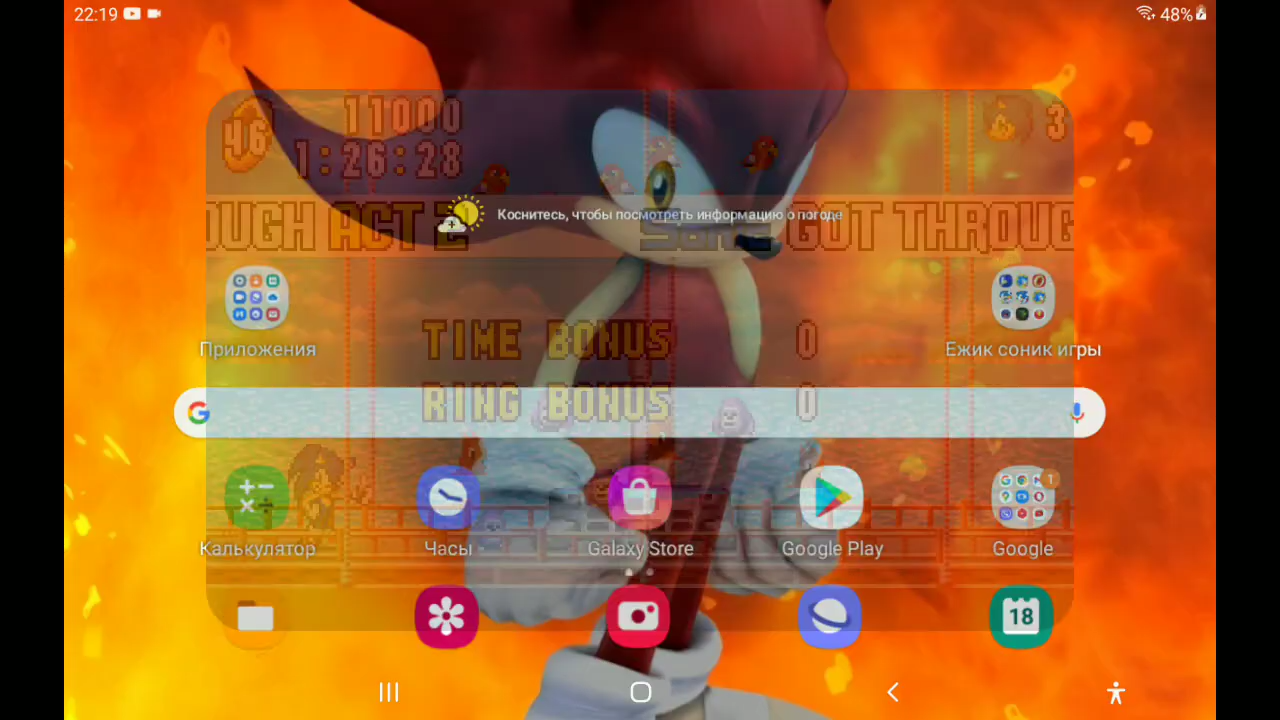 22:19
48%
46
11000
3
1:26:28
OUGH ACT 2
GOT THROUG
Коснитесь, чтобы посмотреть информацию о погоде
Приложения
Ежик соник игры
TIME BONUS 0
RING BONUS 0
1
Калькулятор
Часы
Galaxy Store
Google Play
Google
18